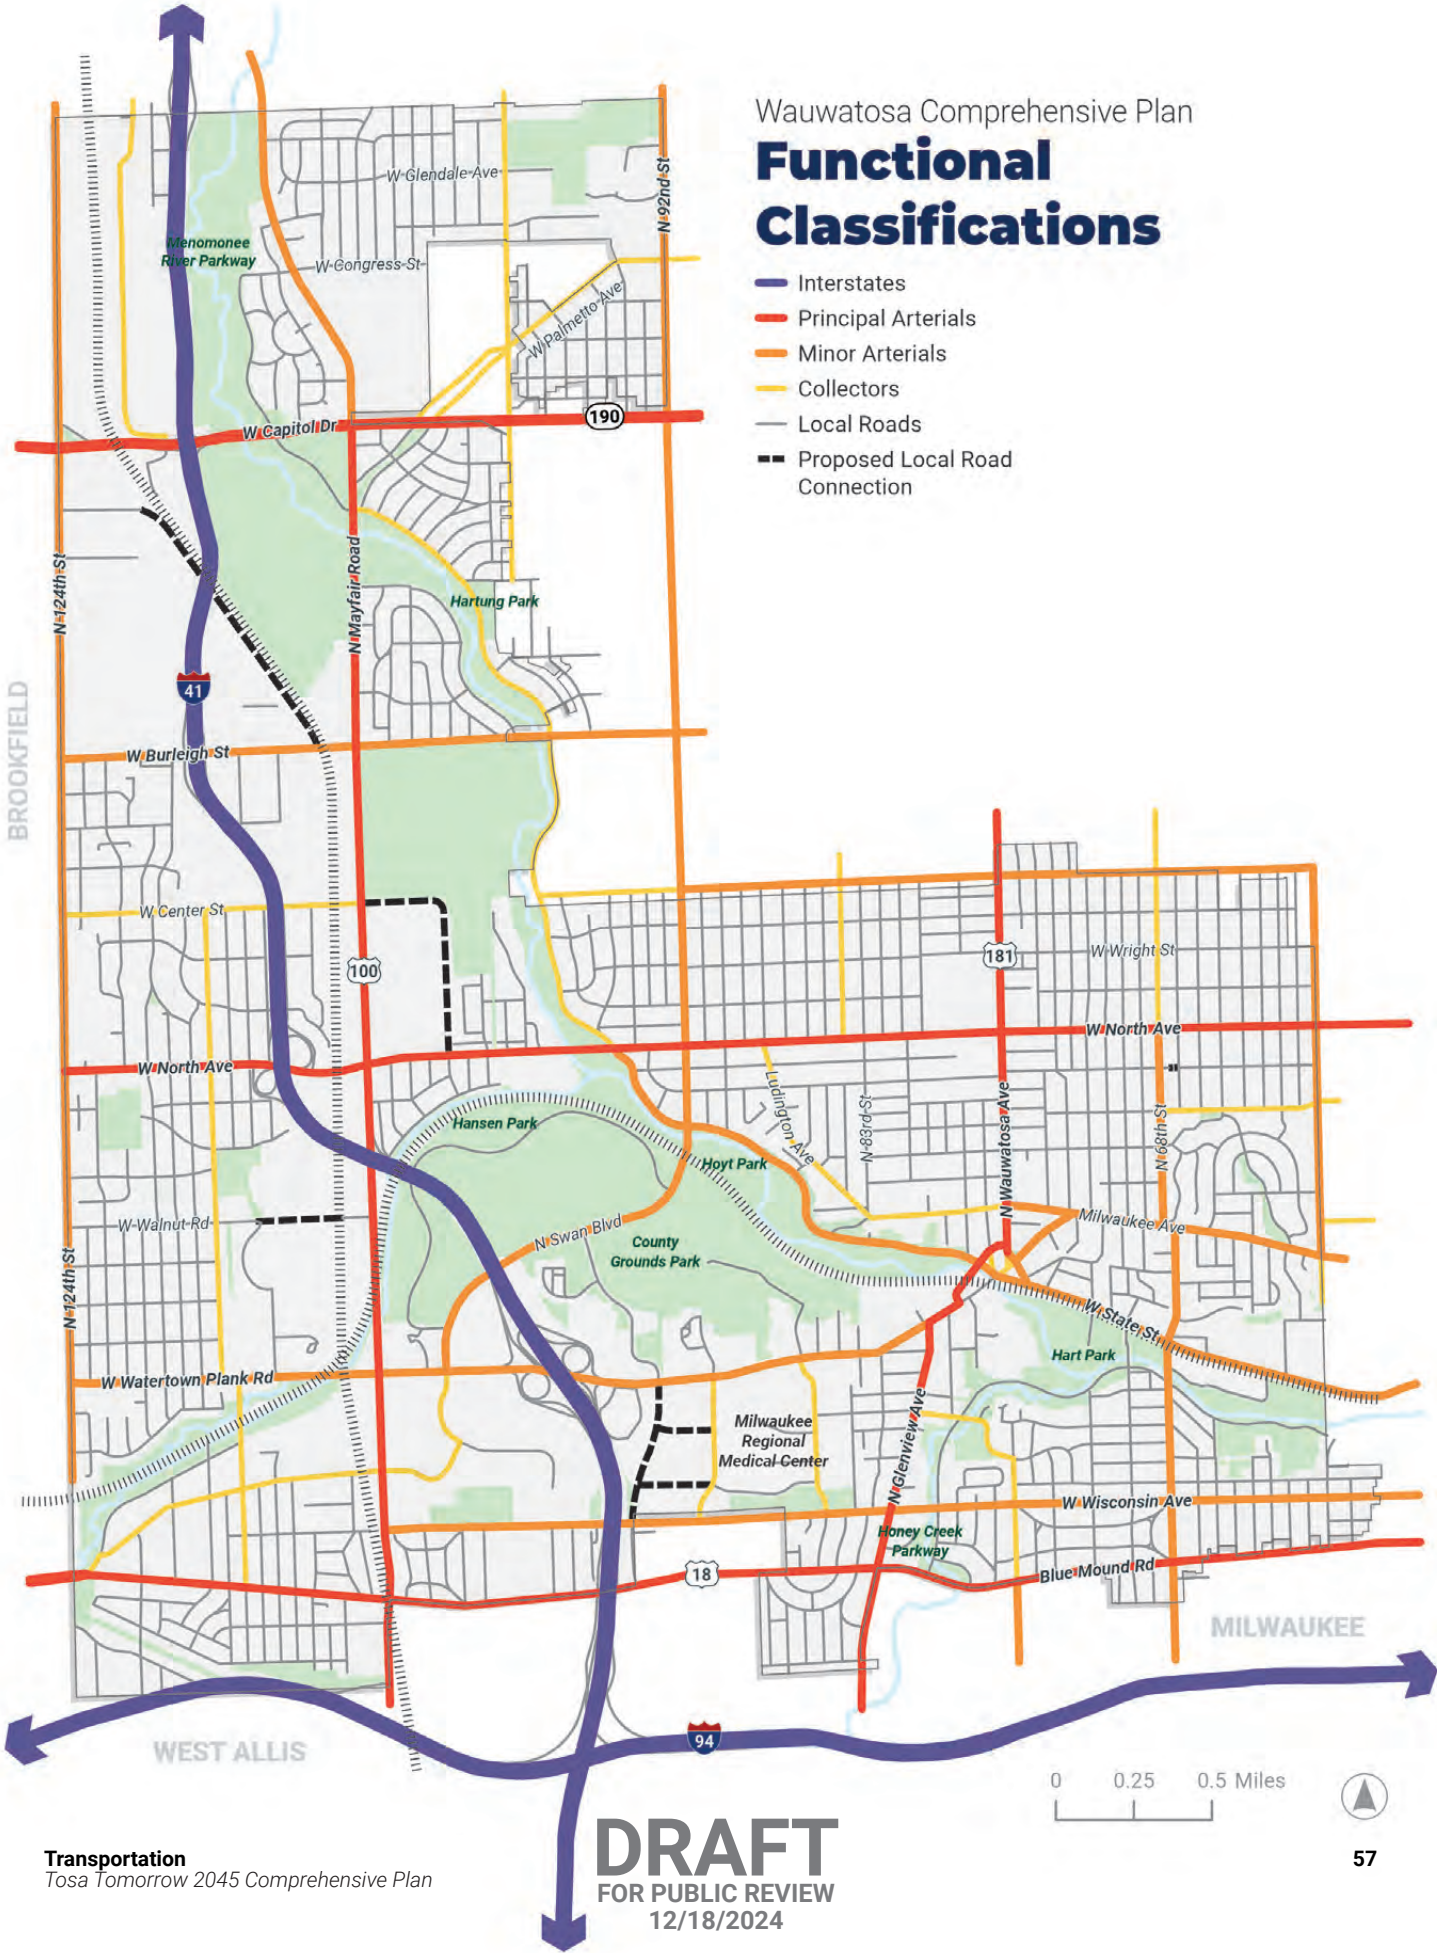 Wauwatosa Comprehensive Plan
Functional
Classifications
Interstates
Principal Arterials
Minor Arterials
Collectors
Local Roads
Proposed Local Road
Connection
W Glendale Ave
N 92nd St
Menomonee
River Parkway
W Congress St
W Palmetto Ave
190
W Capitol Dr
N 124th St
N Mayfair Road
Hartung Park
41
BROOKFIELD
W Burleigh St
W Center St
100
181
W Wright St
W North Ave
W North Ave
Ludington Ave
N 83rd St
N Wauwatosa Ave
N 68th St
Hansen Park
Hoyt Park
W Walnut Rd
N Swan Blvd
Milwaukee Ave
County
Grounds Park
N 124th St
W State St
Hart Park
W Watertown Plank Rd
N Glenview Ave
Milwaukee
Regional
Medical Center
W Wisconsin Ave
Honey Creek
Parkway
18
Blue Mound Rd
MILWAUKEE
94
WEST ALLIS
0 0.25 0.5 Miles
DRAFT
FOR PUBLIC REVIEW
12/18/2024
Transportation
Tosa Tomorrow 2045 Comprehensive Plan
57